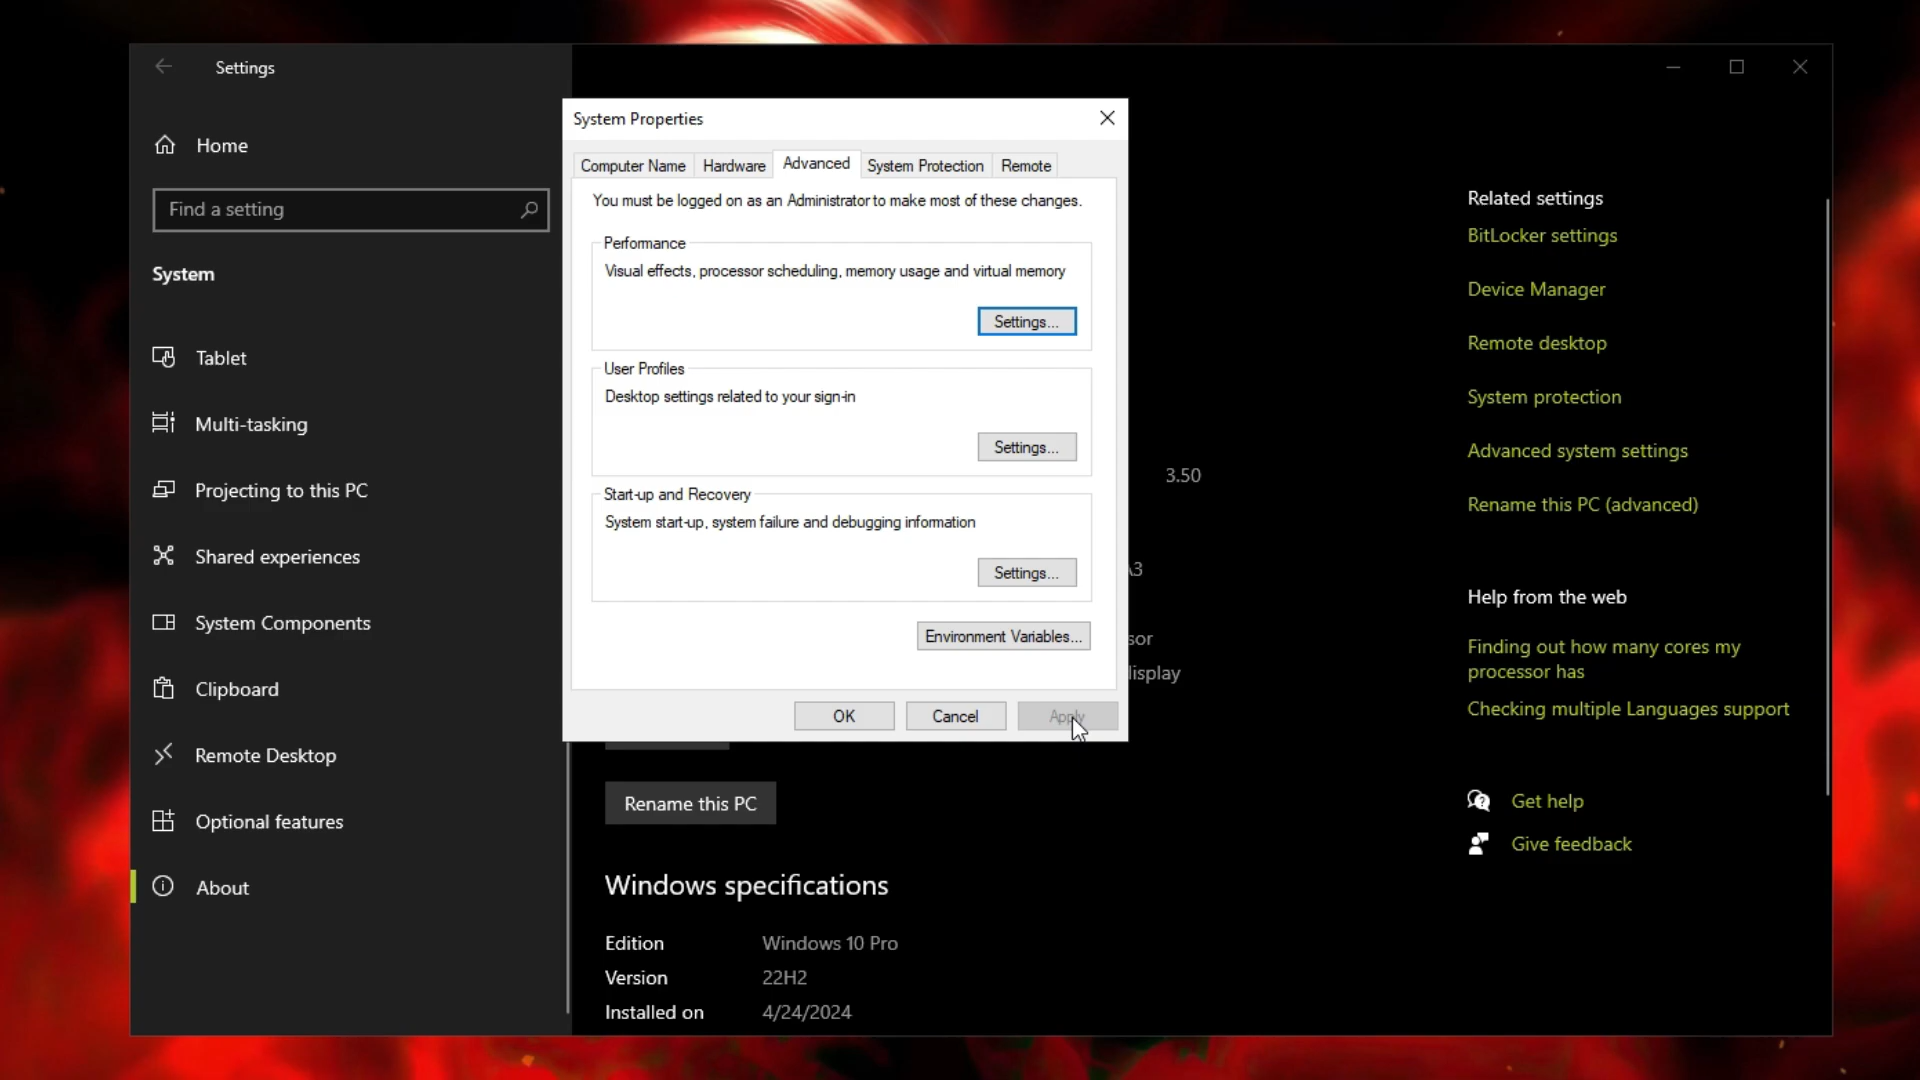 Settings
Home
Find a setting
System
Tablet
Multi-tasking
Projecting to this PC
Shared experiences
System Components
Clipboard
Remote Desktop
Optional features
About
System Properties
Computer Name Hardware Advanced System Protection Remote
You must be logged on as an Administrator to make most of these changes.
Performance
Visual effects, processor scheduling, memory usage and virtual memory
Settings...
User Profiles
Desktop settings related to your sign-in
Settings...
Start-up and Recovery
System start-up, system failure and debugging information
Settings...
Environment Variables...
OK Cancel Apply
3.50
A3
sor
display
Rename this PC
Windows specifications
Edition Windows 10 Pro
Version 22H2
Installed on 4/24/2024
Related settings
BitLocker settings
Device Manager
Remote desktop
System protection
Advanced system settings
Rename this PC (advanced)
Help from the web
Finding out how many cores my
processor has
Checking multiple Languages support
Get help
Give feedback